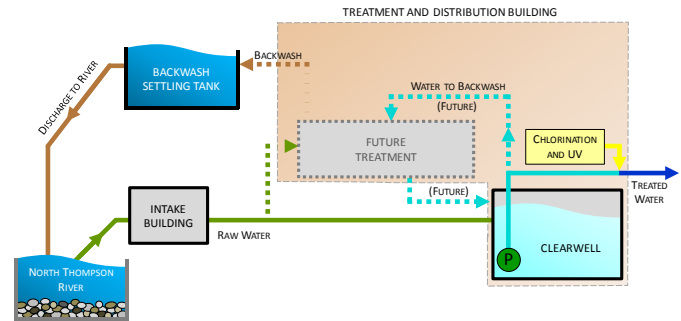 TREATMENT AND DISTRIBUTION BUILDING
BACKWASH
BACKWASH
SETTLING TANK
DISCHARGE TO RIVER
WATER TO BACKWASH
(FUTURE)
FUTURE
TREATMENT
CHLORINATION
AND UV
(FUTURE)
TREATED
WATER
INTAKE
BUILDING
RAW WATER
CLEARWELL
P
NORTH THOMPSON
RIVER